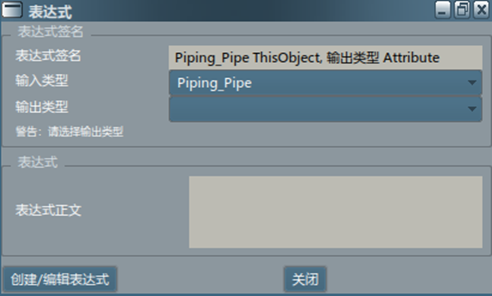 表达式
表达式签名
表达式签名 Piping_Pipe ThisObject, 输出类型 Attribute
输入类型 Piping_Pipe
输出类型
警告: 请选择输出类型
表达式
表达式正文
创建/编辑表达式 关闭